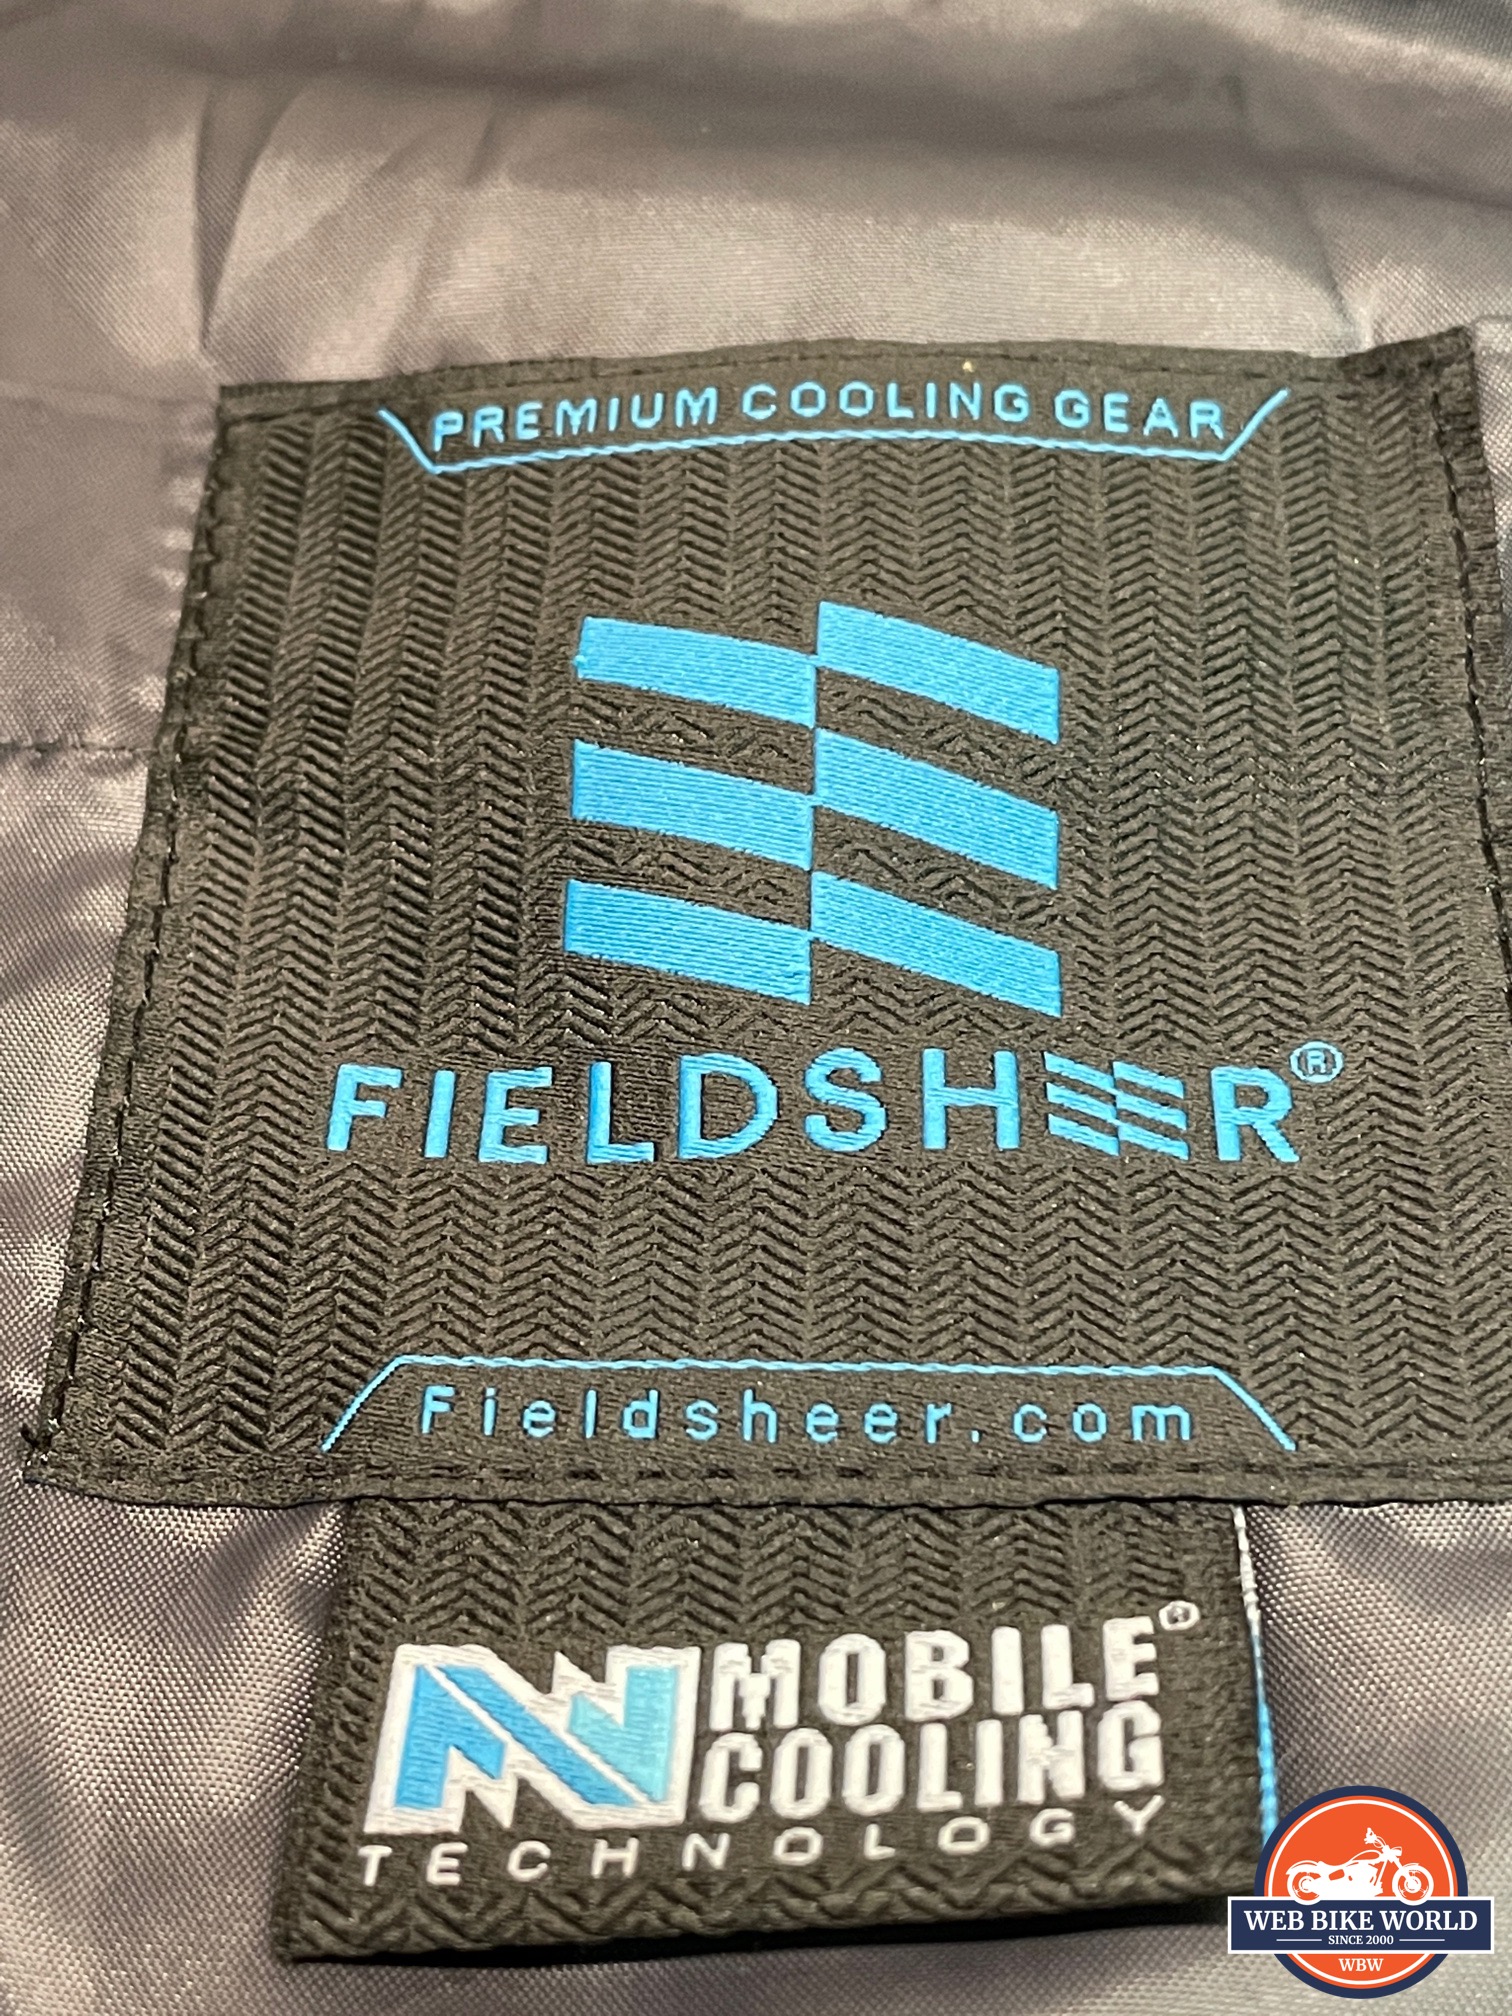 PREMIUM COOLING GEAR
FIELDSHEER®
Fieldsheer.com
MOBILE®
COOLING
TECHNOLOGY
WEB BIKE WORLD
SINCE 2000
WBW